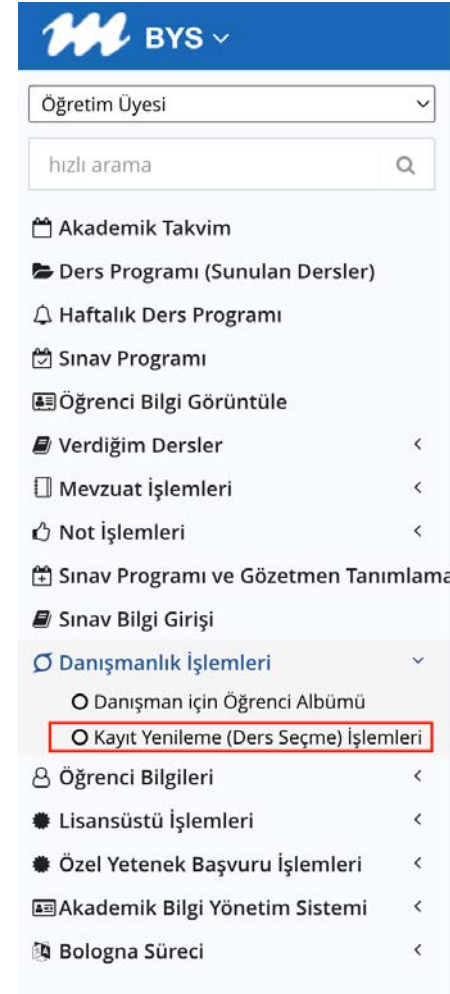 BYS
Öğretim Üyesi
hızlı arama
Akademik Takvim
Ders Programı (Sunulan Dersler)
Haftalık Ders Programı
Sınav Programı
Öğrenci Bilgi Görüntüle
Verdiğim Dersler
Mevzuat İşlemleri
Not İşlemleri
Sınav Programı ve Gözetmen Tanımlama
Sınav Bilgi Girişi
Danışmanlık İşlemleri
Danışman için Öğrenci Albümü
Kayıt Yenileme (Ders Seçme) İşlemleri
Öğrenci Bilgileri
Lisansüstü İşlemleri
Özel Yetenek Başvuru İşlemleri
Akademik Bilgi Yönetim Sistemi
Bologna Süreci